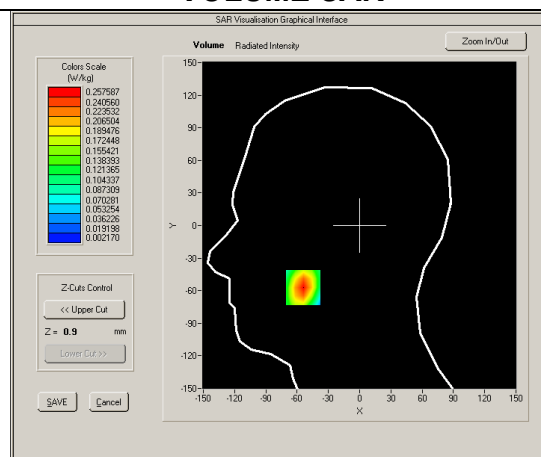 VOLUME SAR
SAR Visualisation Graphical Interface
Volume Radiated Intensity
Zoom In/Out
Colors Scale
(W/kg)
0.257587
0.240560
0.223532
0.206504
0.189476
0.172448
0.155421
0.138393
0.121365
0.104337
0.087309
0.070281
0.053254
0.036226
0.019198
0.002170
Z-Cuts Control
<< Upper Cut
Z = 0.9 mm
Lower Cut >>
SAVE Cancel
150-
120-
90-
60-
30-
0-
-30-
-60-
-90-
-120-
-150-
Y
-150 -120 -90 -60 -30 0 30 60 90 120 150
X